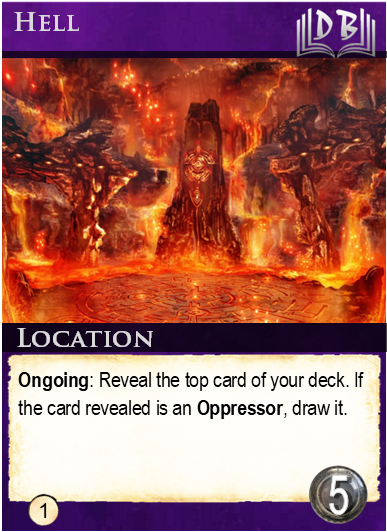 HELL
DB
LOCATION
Ongoing: Reveal the top card of your deck. If
the card revealed is an Oppressor, draw it.
1
5